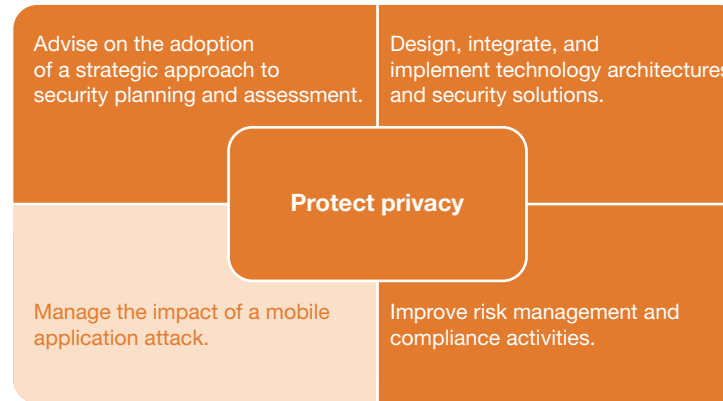 Advise on the adoption
of a strategic approach to
security planning and assessment.
Design, integrate, and
implement technology architectures
and security solutions.
Protect privacy
Manage the impact of a mobile
application attack.
Improve risk management and
compliance activities.